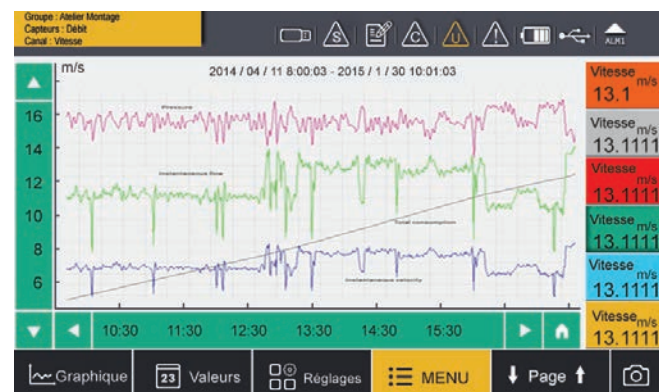 Groupe : Atelier Montage
Capteurs : Débit
Canal : Vitesse
S
C
U
!
ALM1
m/s
2014 / 04 / 11 8:00:03 - 2015 / 1 / 30 10:01:03
16
14
12
10
8
6
Pressure
Instantaneous flow
Total consumption
Instantaneous velocity
Vitesse m/s
13.1
Vitesse m/s
13.1111
Vitesse m/s
13.1111
Vitesse m/s
13.1111
Vitesse m/s
13.1111
Vitesse m/s
13.1111
10:30 11:30 12:30 13:30 14:30 15:30
Graphique 23 Valeurs Réglages MENU Page